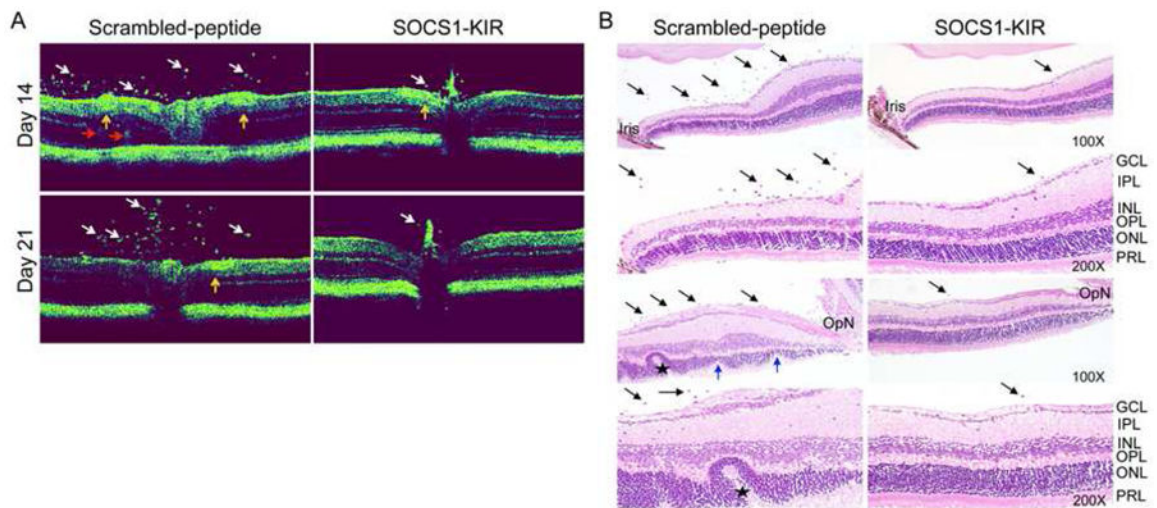 A
Scrambled-peptide
SOCS1-KIR
Day 14
Day 21
B
Scrambled-peptide
SOCS1-KIR
Iris
Iris
100X
GCL
IPL
INL
OPL
ONL
PRL
200X
OpN
OpN
100X
GCL
IPL
INL
OPL
ONL
PRL
200X